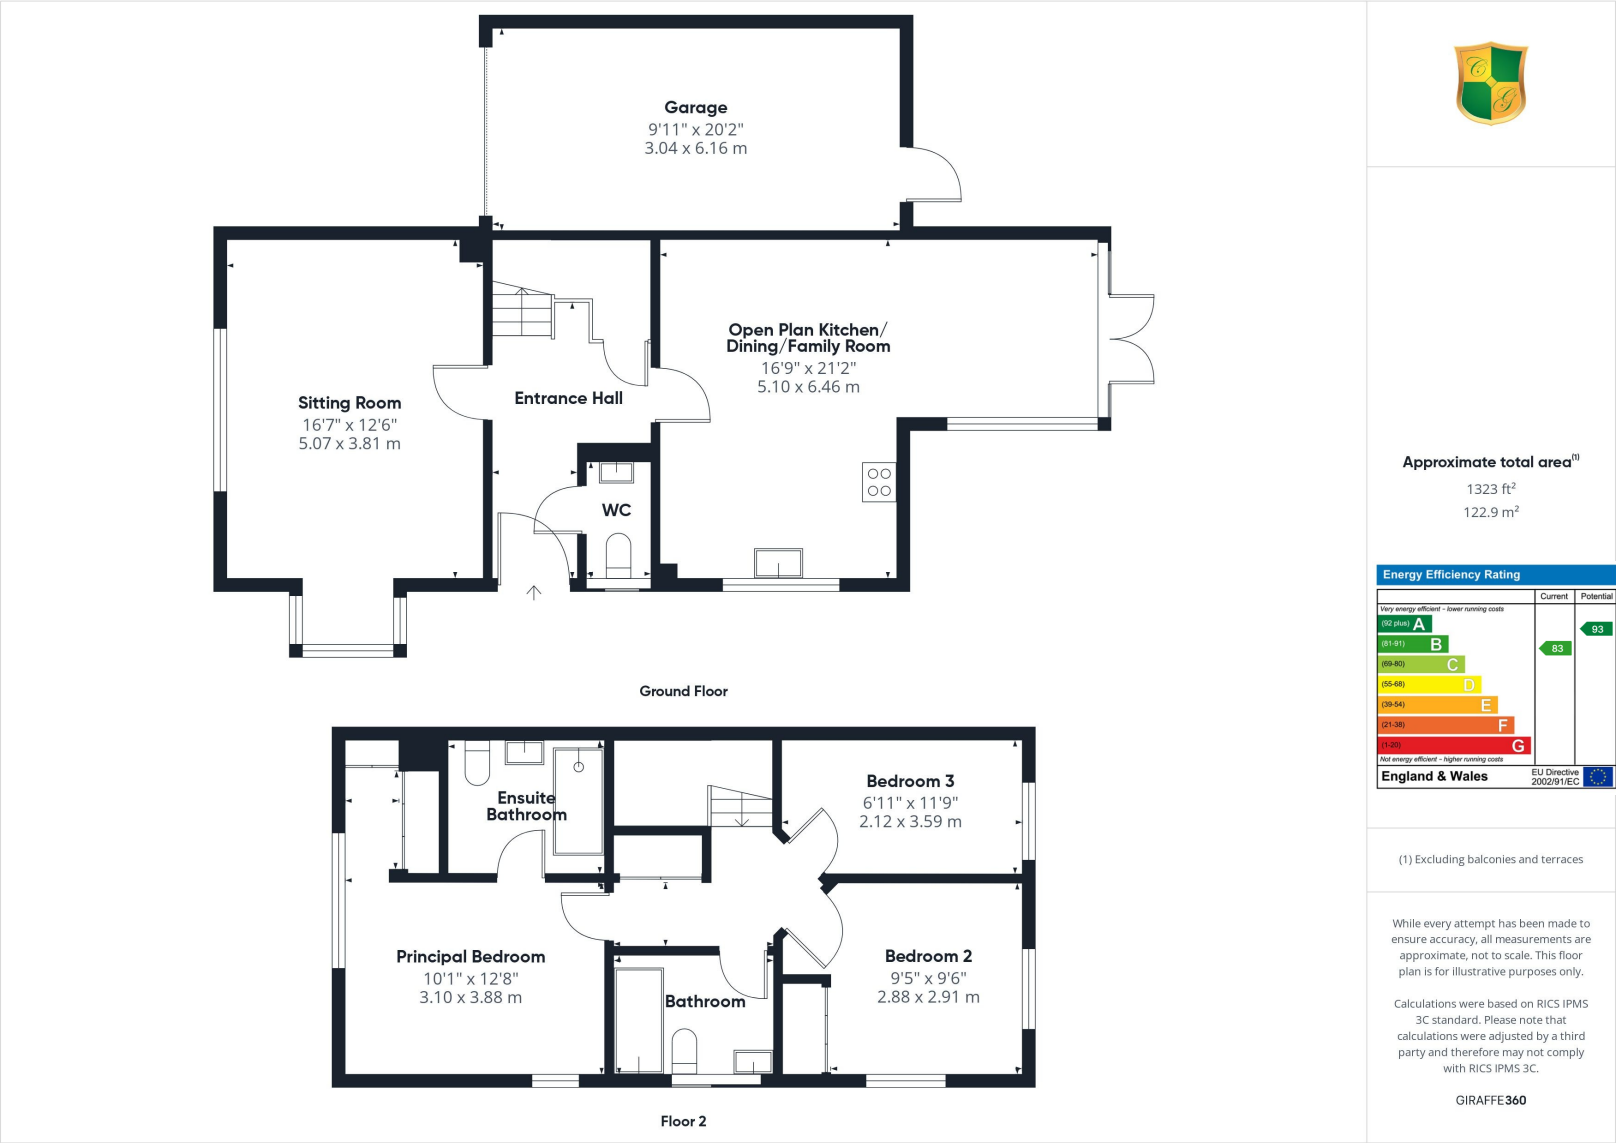 Garage
9'11" x 20'2"
3.04 x 6.16 m
Open Plan Kitchen/
Dining/Family Room
16'9" x 21'2"
5.10 x 6.46 m
Sitting Room
16'7" x 12'6"
5.07 x 3.81 m
Entrance Hall
WC
Ground Floor
Ensuite
Bathroom
Bedroom 3
6'11" x 11'9"
2.12 x 3.59 m
Principal Bedroom
10'1" x 12'8"
3.10 x 3.88 m
Bedroom 2
9'5" x 9'6"
2.88 x 2.91 m
Bathroom
Floor 2
C
G
Approximate total area(1)
1323 ft²
122.9 m²
Energy Efficiency Rating
Current Potential
Very energy efficient - lower running costs
(92 plus) A
(81-91) B
(69-80) C
(55-68) D
(39-54) E
(21-38) F
(1-20) G
83
93
Not energy efficient - higher running costs
England & Wales
EU Directive
2002/91/EC
(1) Excluding balconies and terraces
While every attempt has been made to
ensure accuracy, all measurements are
approximate, not to scale. This floor
plan is for illustrative purposes only.
Calculations were based on RICS IPMS
3C standard. Please note that
calculations were adjusted by a third
party and therefore may not comply
with RICS IPMS 3C.
GIRAFFE360